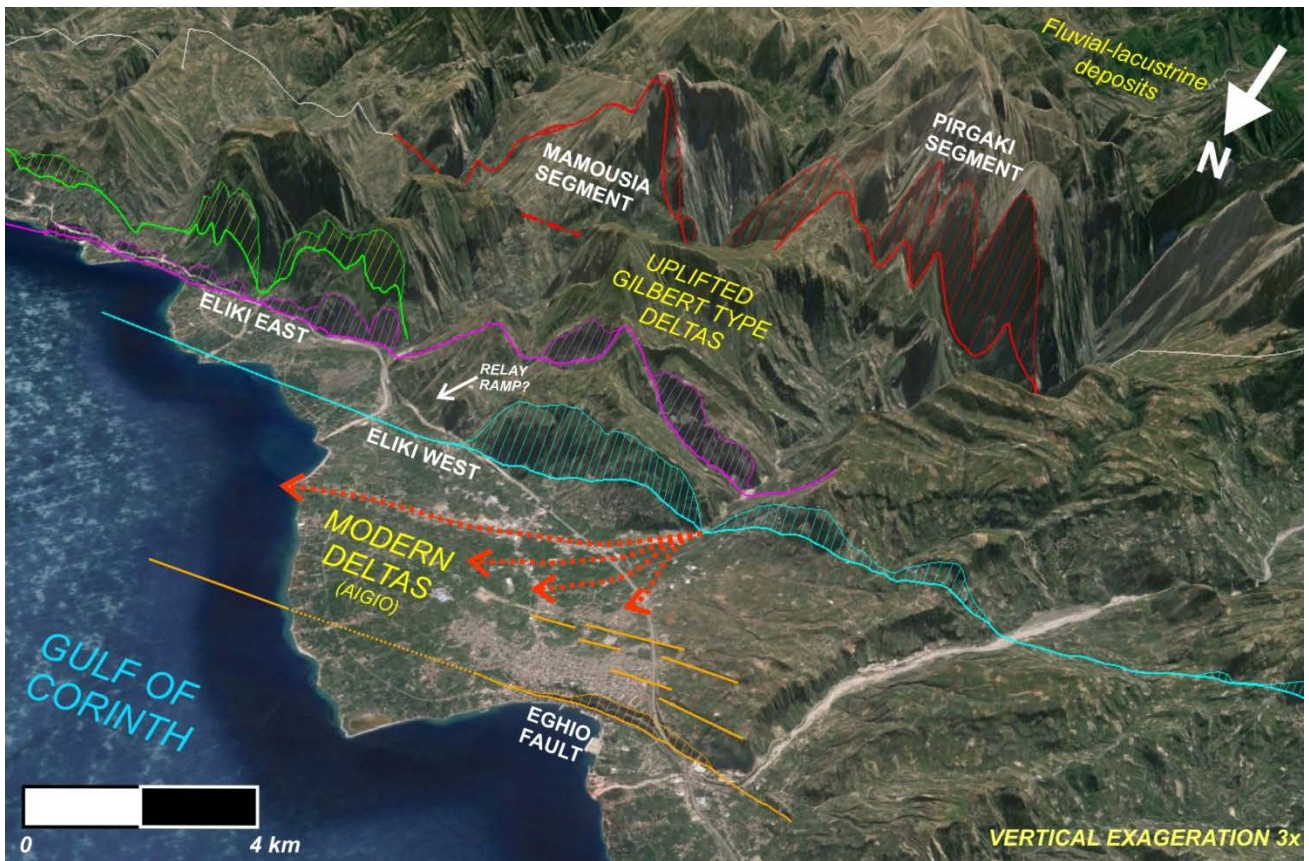 Fluvial-lacustrine
deposits
N
PIRGAKI
SEGMENT
MAMOUSIA
SEGMENT
UPLIFTED
GILBERT TYPE
DELTAS
ELIKI EAST
RELAY
RAMP?
ELIKI WEST
MODERN
DELTAS
(AIGIO)
GULF OF
CORINTH
EGHIO
FAULT
0 4 km
VERTICAL EXAGERATION 3x